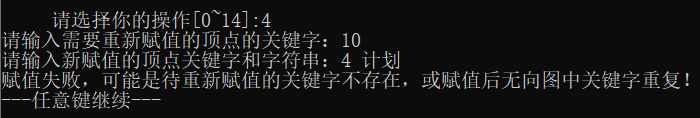 请选择你的操作[0~14]:4
请输入需要重新赋值的顶点的关键字：10
请输入新赋值的顶点关键字和字符串：4 计划
赋值失败，可能是待重新赋值的关键字不存在，或赋值后无向图中关键字重复！
---任意键继续---